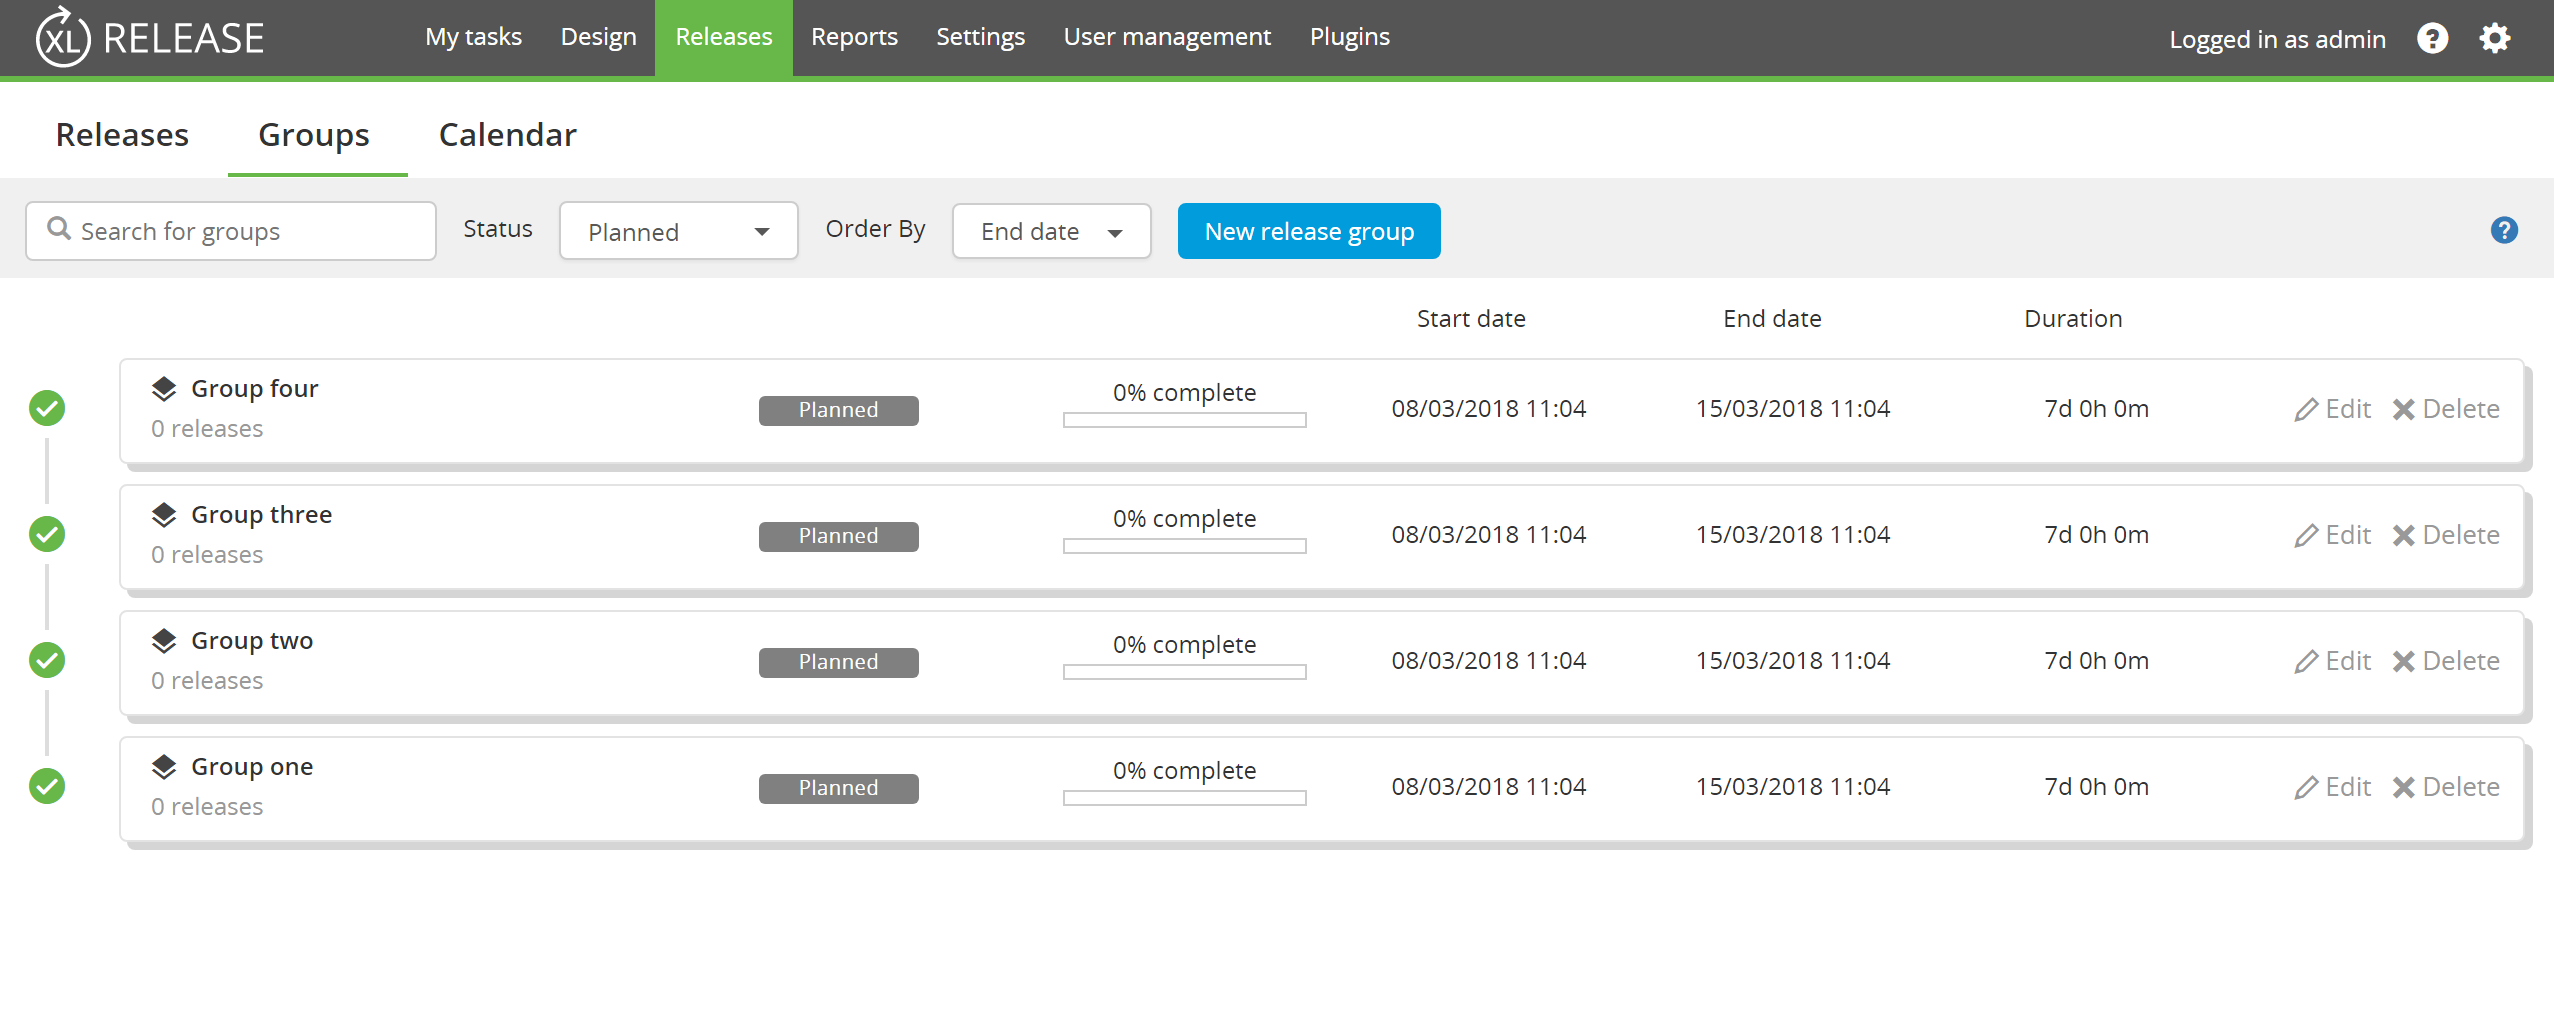 XL RELEASE My tasks Design Releases Reports Settings User management Plugins Logged in as admin ?
Releases Groups Calendar
Search for groups Status Planned Order By End date New release group ?
Start date End date Duration
Group four
0 releases
Planned 0% complete 08/03/2018 11:04 15/03/2018 11:04 7d 0h 0m Edit Delete
Group three
0 releases
Planned 0% complete 08/03/2018 11:04 15/03/2018 11:04 7d 0h 0m Edit Delete
Group two
0 releases
Planned 0% complete 08/03/2018 11:04 15/03/2018 11:04 7d 0h 0m Edit Delete
Group one
0 releases
Planned 0% complete 08/03/2018 11:04 15/03/2018 11:04 7d 0h 0m Edit Delete